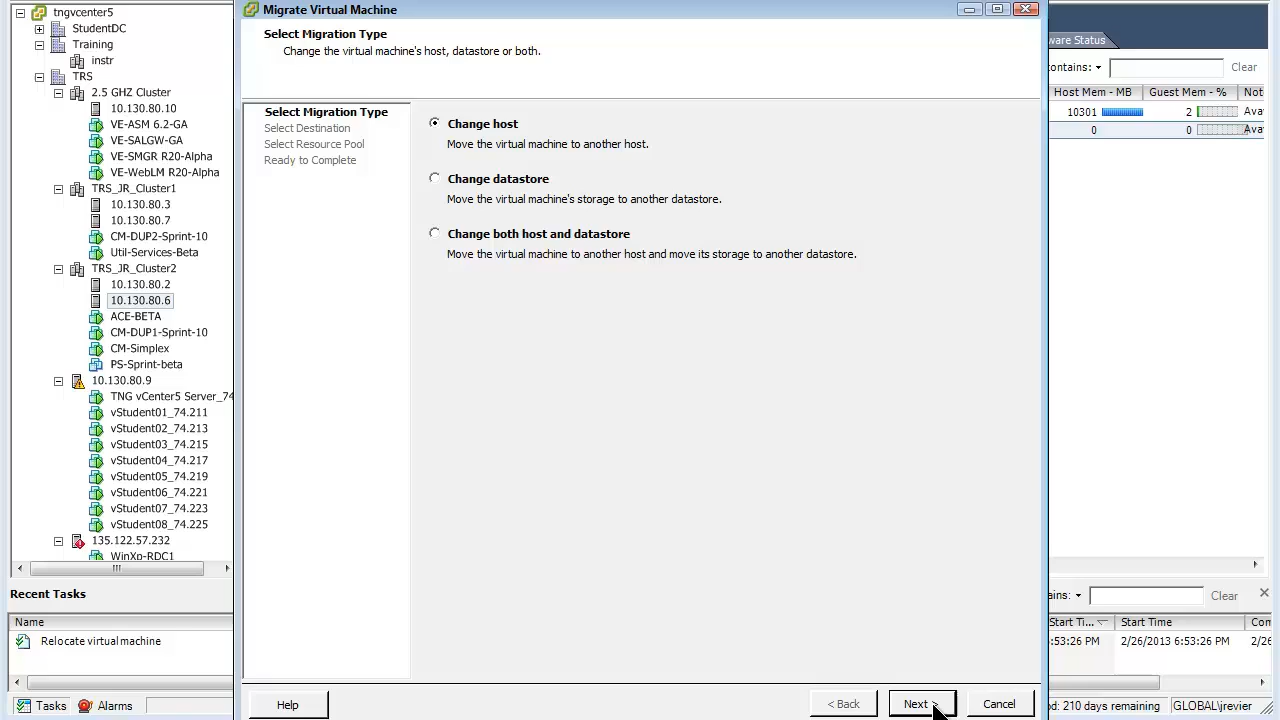 tngvcenter5
StudentDC
Training
instr
TRS
2.5 GHZ Cluster
10.130.80.10
VE-ASM 6.2-GA
VE-SALGW-GA
VE-SMGR R20-Alpha
VE-WebLM R20-Alpha
TRS_JR_Cluster1
10.130.80.3
10.130.80.7
CM-DUP2-Sprint-10
Util-Services-Beta
TRS_JR_Cluster2
10.130.80.2
10.130.80.6
ACE-BETA
CM-DUP1-Sprint-10
CM-Simplex
PS-Sprint-beta
10.130.80.9
TNG vCenter5 Server_74
vStudent01_74.211
vStudent02_74.213
vStudent03_74.215
vStudent04_74.217
vStudent05_74.219
vStudent06_74.221
vStudent07_74.223
vStudent08_74.225
135.122.57.232
WinXp-RDC1
Migrate Virtual Machine
Select Migration Type
Change the virtual machine's host, datastore or both.
Select Migration Type
Select Destination
Select Resource Pool
Ready to Complete
Change host
Move the virtual machine to another host.
Change datastore
Move the virtual machine's storage to another datastore.
Change both host and datastore
Move the virtual machine to another host and move its storage to another datastore.
Help
< Back
Next >
Cancel
ware Status
ontains:
Clear
Host Mem - MB
Guest Mem - %
Not
10301
2
Ava
0
0
Ava
Recent Tasks
ains:
Clear
Name
Start Ti...
Start Time
Con
Relocate virtual machine
:53:26 PM
2/26/2013 6:53:26 PM
2/26
Tasks
Alarms
d: 210 days remaining
GLOBAL\jrevier